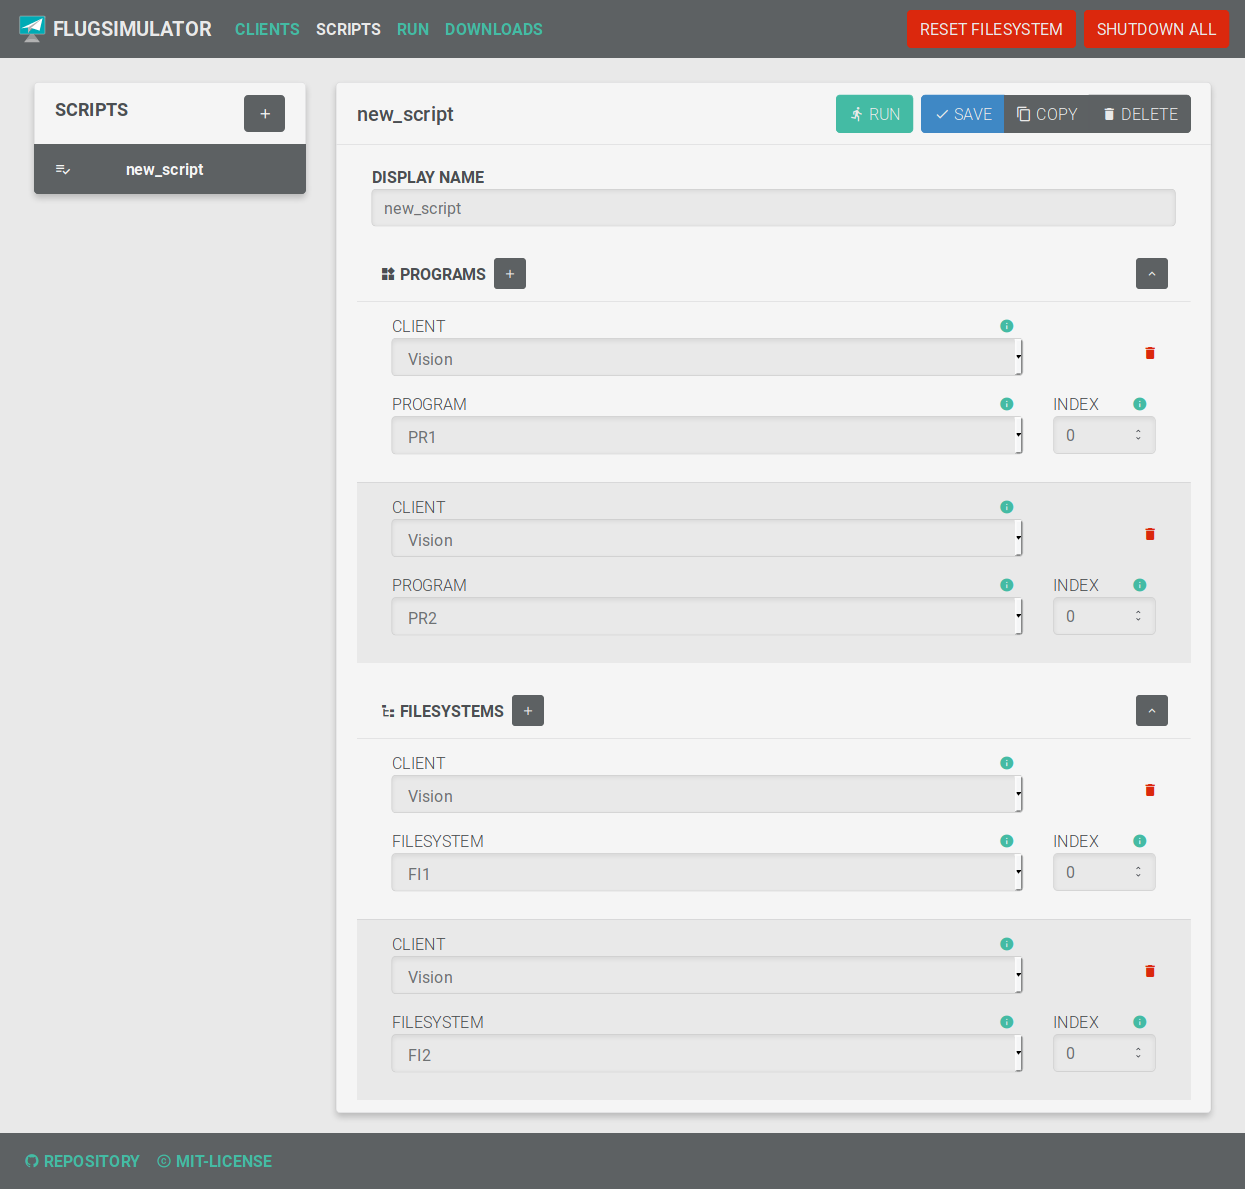 FLUGSIMULATOR CLIENTS SCRIPTS RUN DOWNLOADS RESET FILESYSTEM SHUTDOWN ALL
SCRIPTS +
new_script
new_script RUN SAVE COPY DELETE
DISPLAY NAME
new_script
PROGRAMS +
CLIENT
Vision
PROGRAM INDEX
PR1 0
CLIENT
Vision
PROGRAM INDEX
PR2 0
FILESYSTEMS +
CLIENT
Vision
FILESYSTEM INDEX
FI1 0
CLIENT
Vision
FILESYSTEM INDEX
FI2 0
REPOSITORY MIT-LICENSE